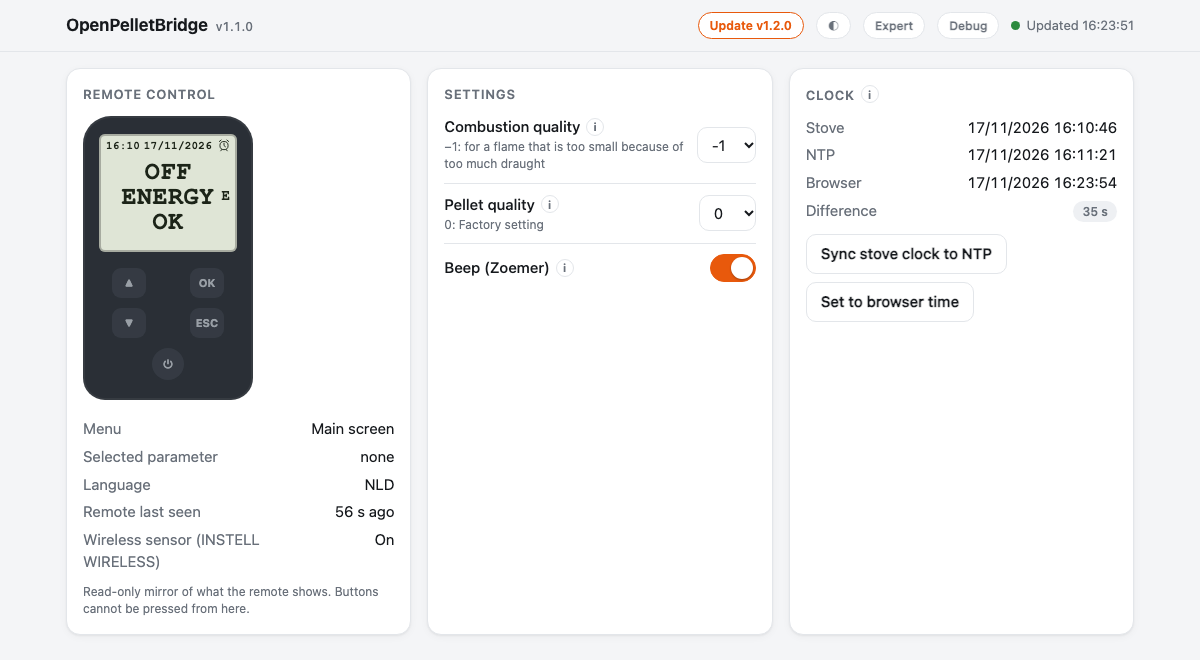 OpenPelletBridge v1.1.0
Update v1.2.0
Expert
Debug
Updated 16:23:51
REMOTE CONTROL
16:10 17/11/2026
OFF
ENERGY E
OK
▲ OK
▼ ESC
Menu Main screen
Selected parameter none
Language NLD
Remote last seen 56 s ago
Wireless sensor (INSTELL On
WIRELESS)
Read-only mirror of what the remote shows. Buttons
cannot be pressed from here.
SETTINGS
Combustion quality i
−1: for a flame that is too small because of
too much draught
-1
Pellet quality i
0: Factory setting
0
Beep (Zoemer) i
CLOCK i
Stove 17/11/2026 16:10:46
NTP 17/11/2026 16:11:21
Browser 17/11/2026 16:23:54
Difference 35 s
Sync stove clock to NTP
Set to browser time